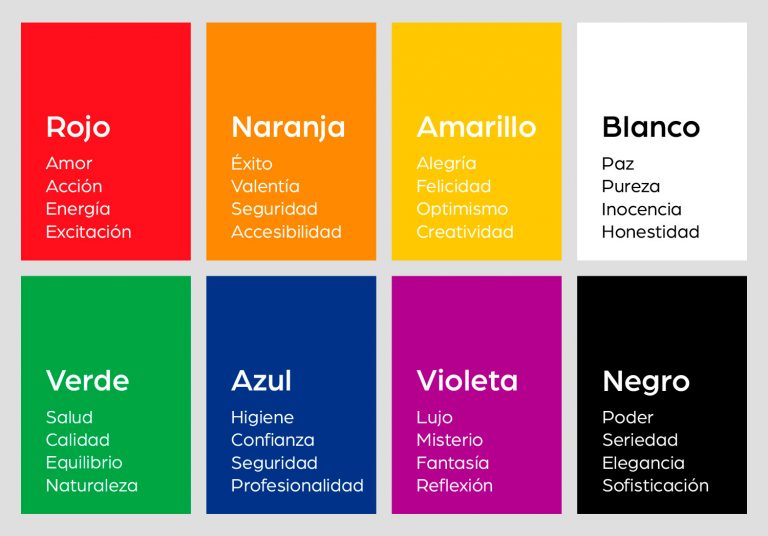 Rojo
Amor
Acción
Energía
Excitación
Naranja
Éxito
Valentía
Seguridad
Accesibilidad
Amarillo
Alegría
Felicidad
Optimismo
Creatividad
Blanco
Paz
Pureza
Inocencia
Honestidad
Verde
Salud
Calidad
Equilibrio
Naturaleza
Azul
Higiene
Confianza
Seguridad
Profesionalidad
Violeta
Lujo
Misterio
Fantasía
Reflexión
Negro
Poder
Seriedad
Elegancia
Sofisticación